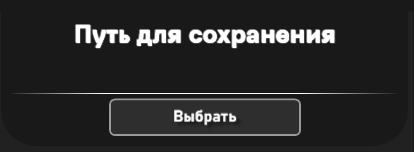 Путь для сохранения
Выбрать